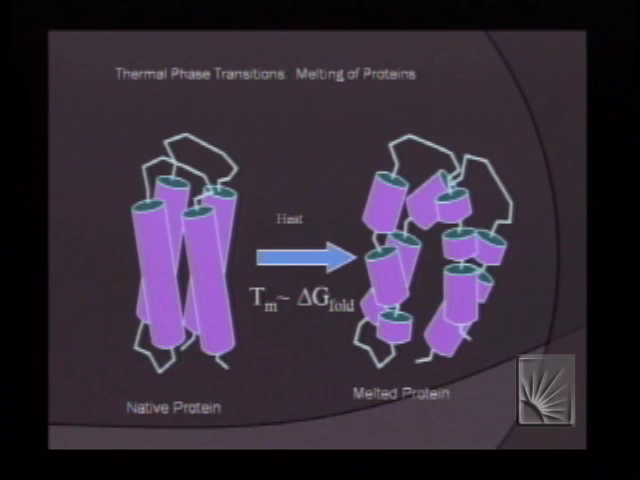 Thermal Phase Transitions: Melting of Proteins
Heat
Tm~ ΔGfold
Native Protein
Melted Protein